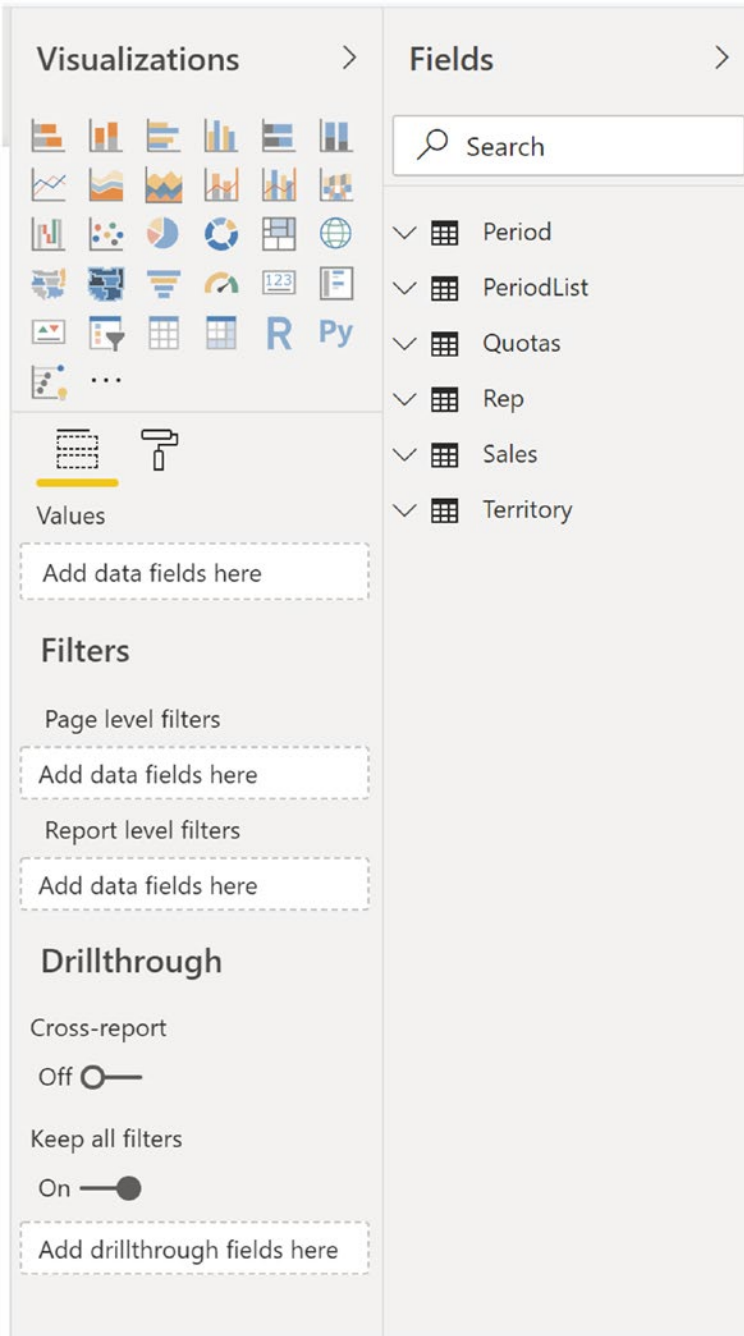 Visualizations
123
R Py
...
Values
Add data fields here
Filters
Page level filters
Add data fields here
Report level filters
Add data fields here
Drillthrough
Cross-report
Off
Keep all filters
On
Add drillthrough fields here
Fields
Search
Period
PeriodList
Quotas
Rep
Sales
Territory